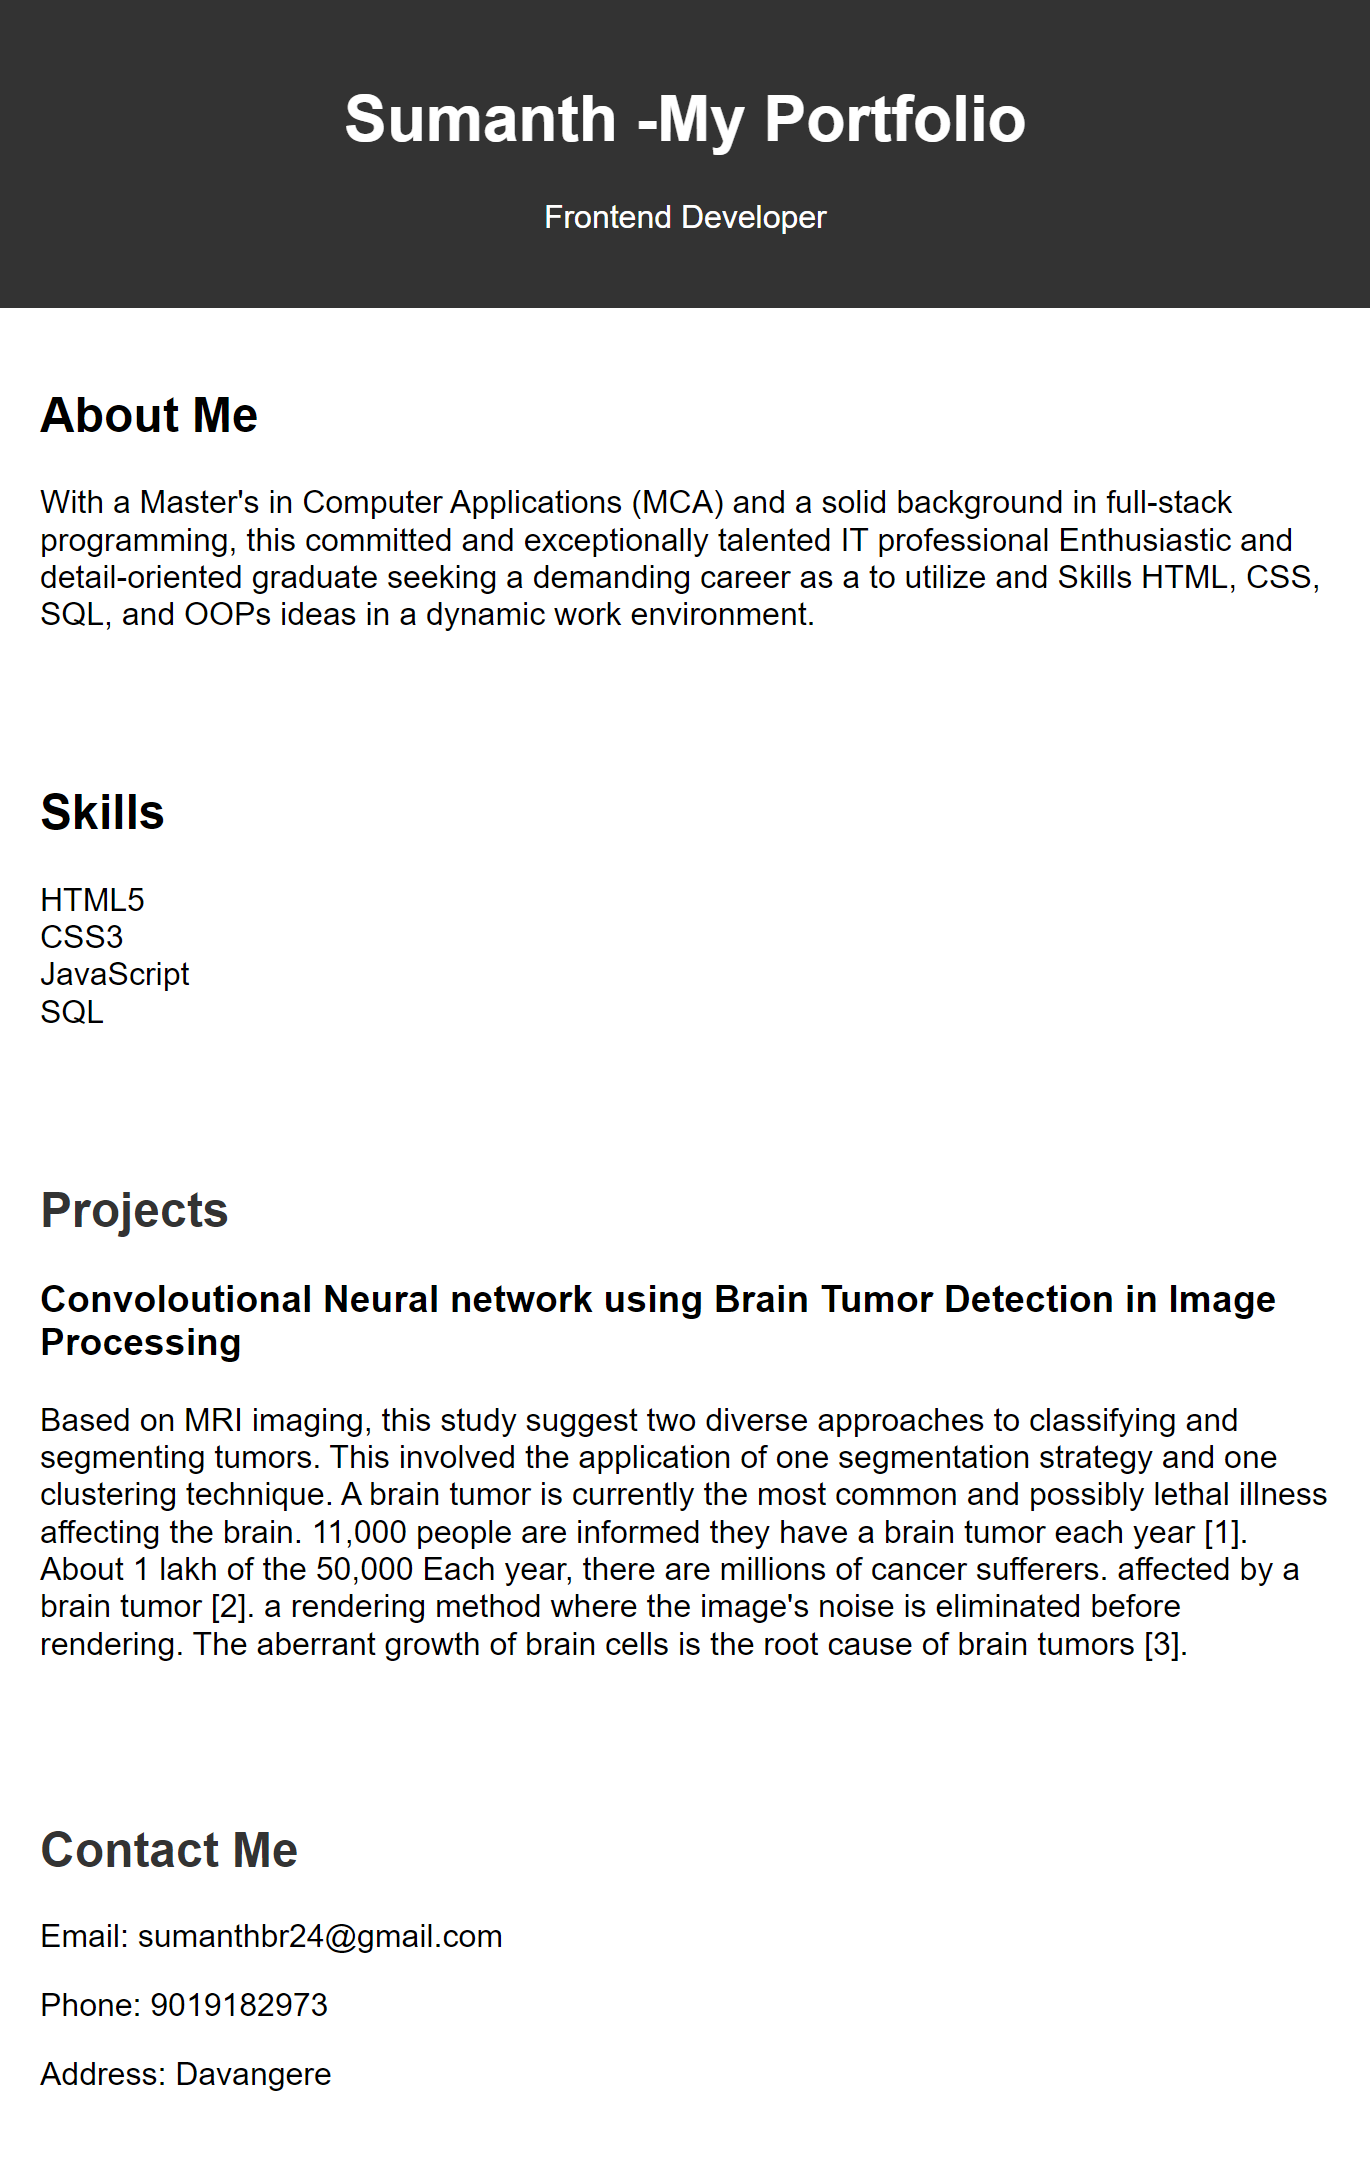 Sumanth -My Portfolio
Frontend Developer
About Me
With a Master's in Computer Applications (MCA) and a solid background in full-stack
programming, this committed and exceptionally talented IT professional Enthusiastic and
detail-oriented graduate seeking a demanding career as a to utilize and Skills HTML, CSS,
SQL, and OOPs ideas in a dynamic work environment.
Skills
HTML5
CSS3
JavaScript
SQL
Projects
Convoloutional Neural network using Brain Tumor Detection in Image
Processing
Based on MRI imaging, this study suggest two diverse approaches to classifying and
segmenting tumors. This involved the application of one segmentation strategy and one
clustering technique. A brain tumor is currently the most common and possibly lethal illness
affecting the brain. 11,000 people are informed they have a brain tumor each year [1].
About 1 lakh of the 50,000 Each year, there are millions of cancer sufferers. affected by a
brain tumor [2]. a rendering method where the image's noise is eliminated before
rendering. The aberrant growth of brain cells is the root cause of brain tumors [3].
Contact Me
Email: sumanthbr24@gmail.com
Phone: 9019182973
Address: Davangere